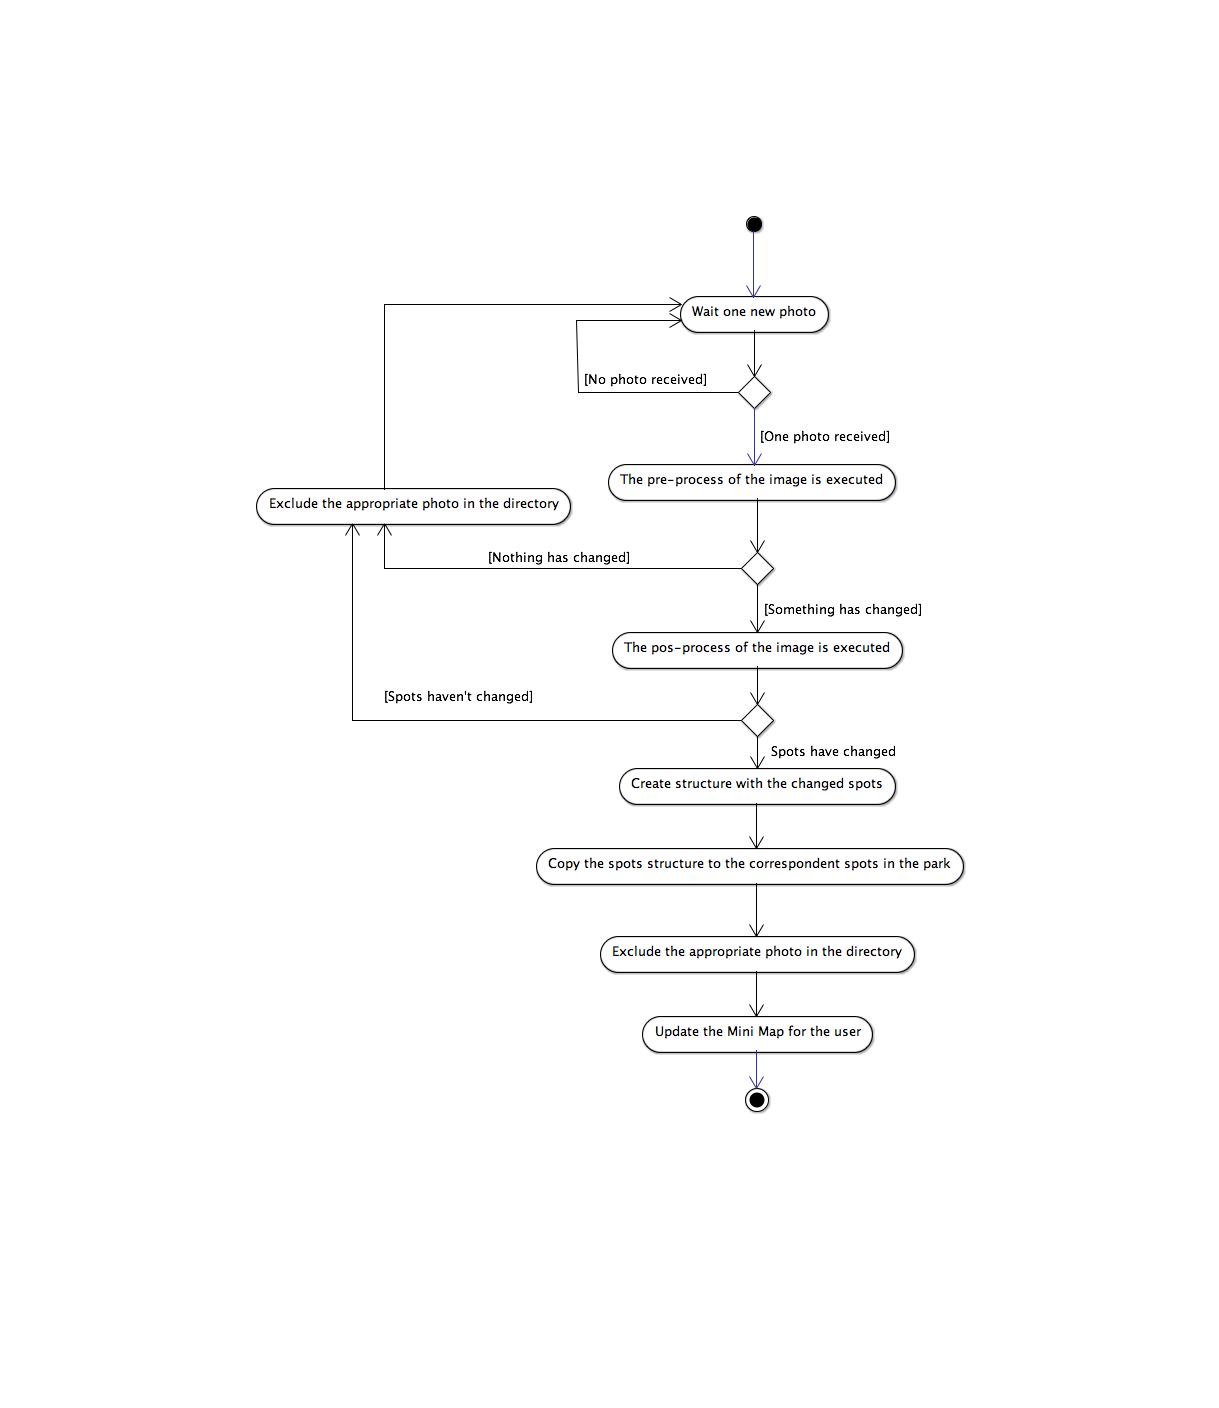 Wait one new photo
[No photo received]
[One photo received]
The pre-process of the image is executed
Exclude the appropriate photo in the directory
[Nothing has changed]
[Something has changed]
The pos-process of the image is executed
[Spots haven't changed]
Spots have changed
Create structure with the changed spots
Copy the spots structure to the correspondent spots in the park
Exclude the appropriate photo in the directory
Update the Mini Map for the user